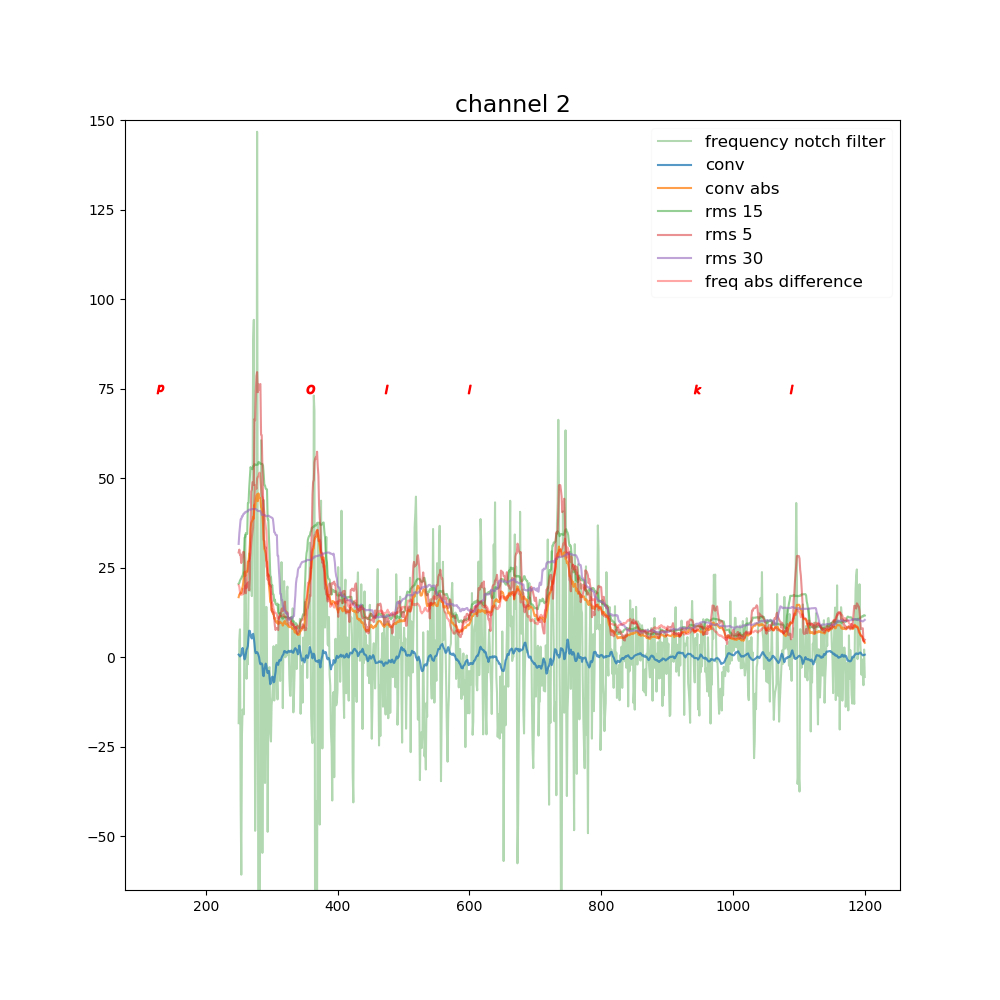 channel 2
150
frequency notch filter
conv
conv abs
rms 15
rms 5
rms 30
freq abs difference
125
100
75
p o l l k l
50
25
0
−25
−50
200 400 600 800 1000 1200